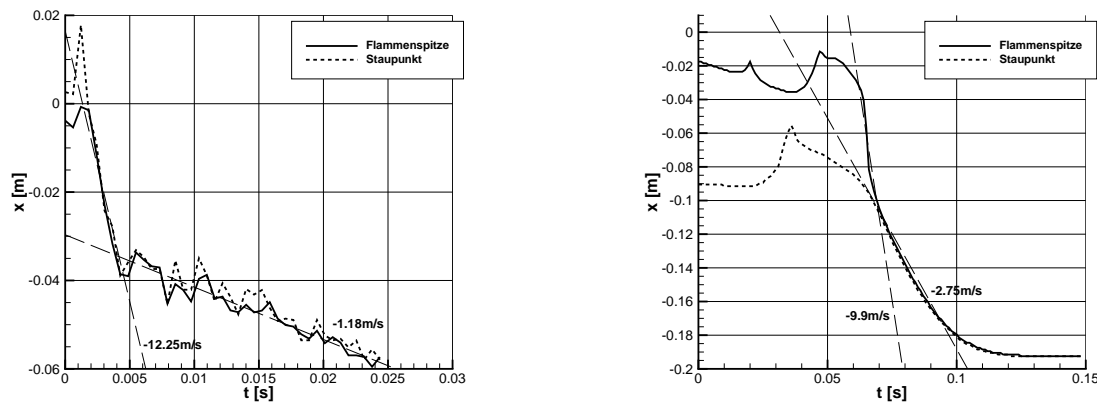 0.02
0
-0.02
-0.04
-0.06
x [m]
0
0.005
0.01
0.015
0.02
0.025
0.03
t [s]
Flammenspitze
Staupunkt
-1.18m/s
-12.25m/s
0
-0.02
-0.04
-0.06
-0.08
-0.1
-0.12
-0.14
-0.16
-0.18
-0.2
x [m]
0
0.05
0.1
0.15
t [s]
Flammenspitze
Staupunkt
-2.75m/s
-9.9m/s